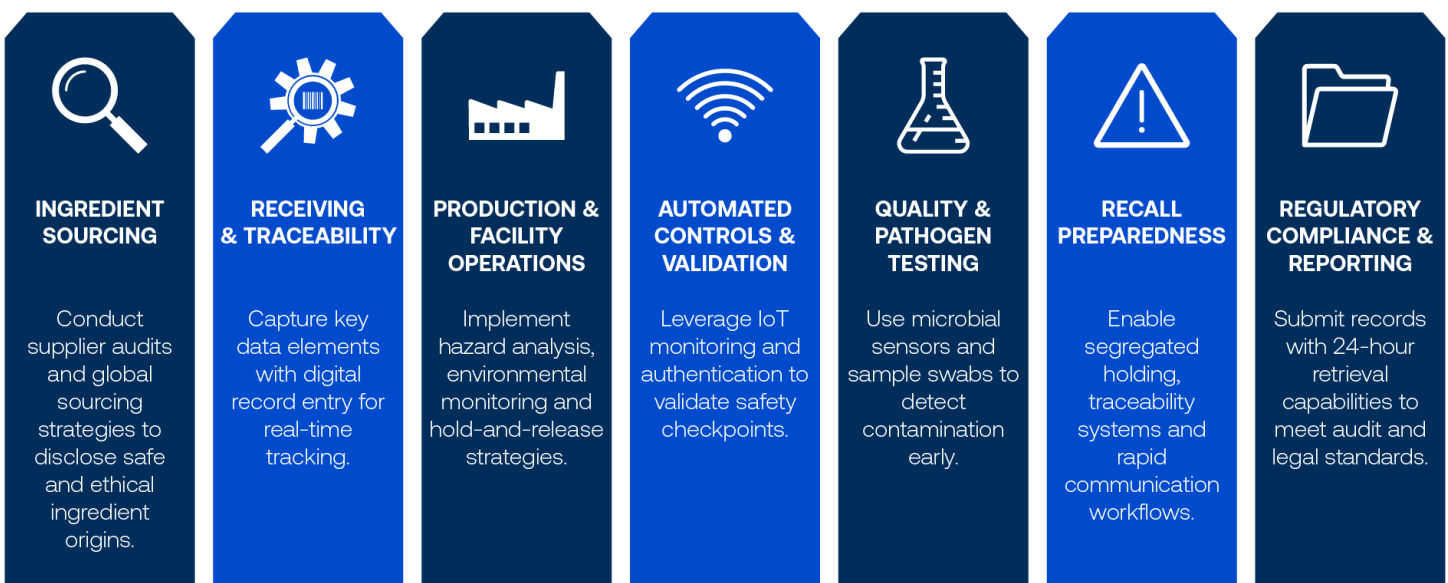 INGREDIENT
SOURCING
Conduct
supplier audits
and global
sourcing
strategies to
disclose safe
and ethical
ingredient
origins.
RECEIVING
& TRACEABILITY
Capture key
data elements
with digital
record entry for
real-time
tracking.
PRODUCTION &
FACILITY
OPERATIONS
Implement
hazard analysis,
environmental
monitoring and
hold-and-release
strategies.
AUTOMATED
CONTROLS &
VALIDATION
Leverage IoT
monitoring and
authentication to
validate safety
checkpoints.
QUALITY &
PATHOGEN
TESTING
Use microbial
sensors and
sample swabs to
detect
contamination
early.
RECALL
PREPAREDNESS
Enable
segregated
holding,
traceability
systems and
rapid
communication
workflows.
REGULATORY
COMPLIANCE &
REPORTING
Submit records
with 24-hour
retrieval
capabilities to
meet audit and
legal standards.